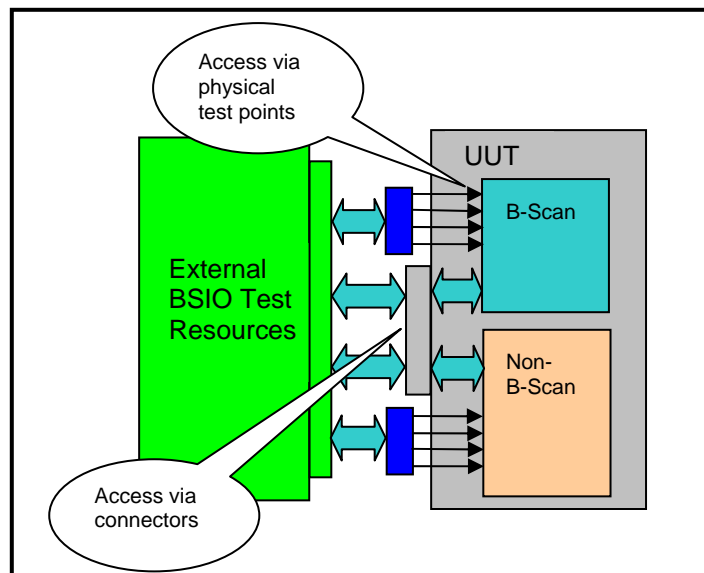 Access via
physical
test points
UUT
B-Scan
External
BSIO Test
Resources
Non-
B-Scan
Access via
connectors